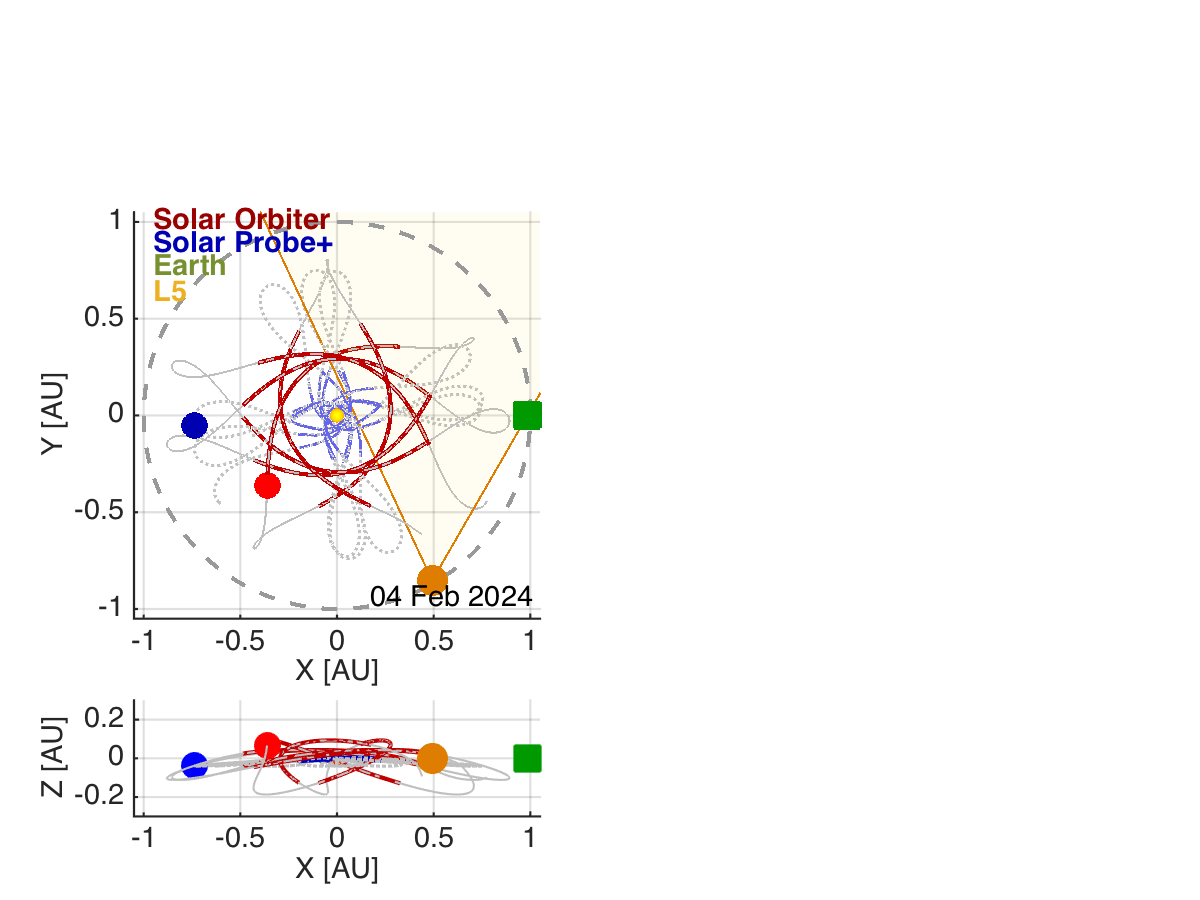 Solar Orbiter
Solar Probe+
Earth
L5
1
0.5
0
-0.5
-1
Y [AU]
04 Feb 2024
-1 -0.5 0 0.5 1
X [AU]
0.2
0
-0.2
Z [AU]
-1 -0.5 0 0.5 1
X [AU]